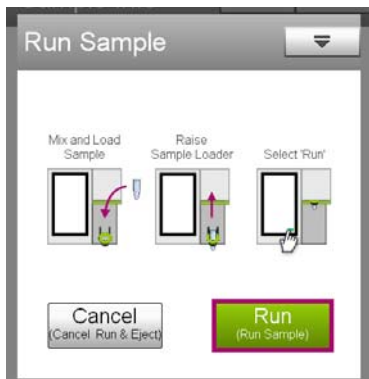 Run Sample
Mix and Load
Sample
Raise
Sample Loader
Select 'Run'
Cancel
(Cancel Run & Eject)
Run
(Run Sample)